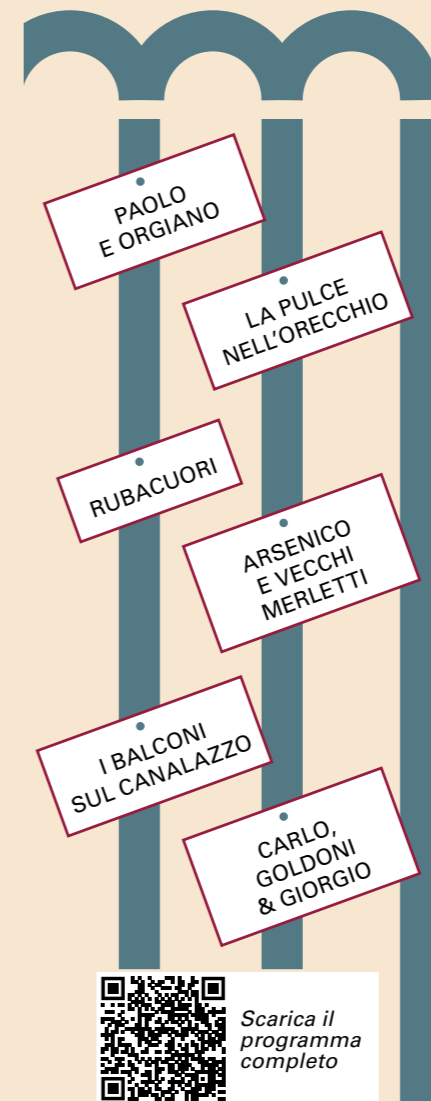 PAOLO
E ORGIANO
LA PULCE
NELL'ORECCHIO
RUBACUORI
ARSENICO
E VECCHI
MERLETTI
I BALCONI
SUL CANALAZZO
CARLO,
GOLDONI
& GIORGIO
Scarica il
programma
completo